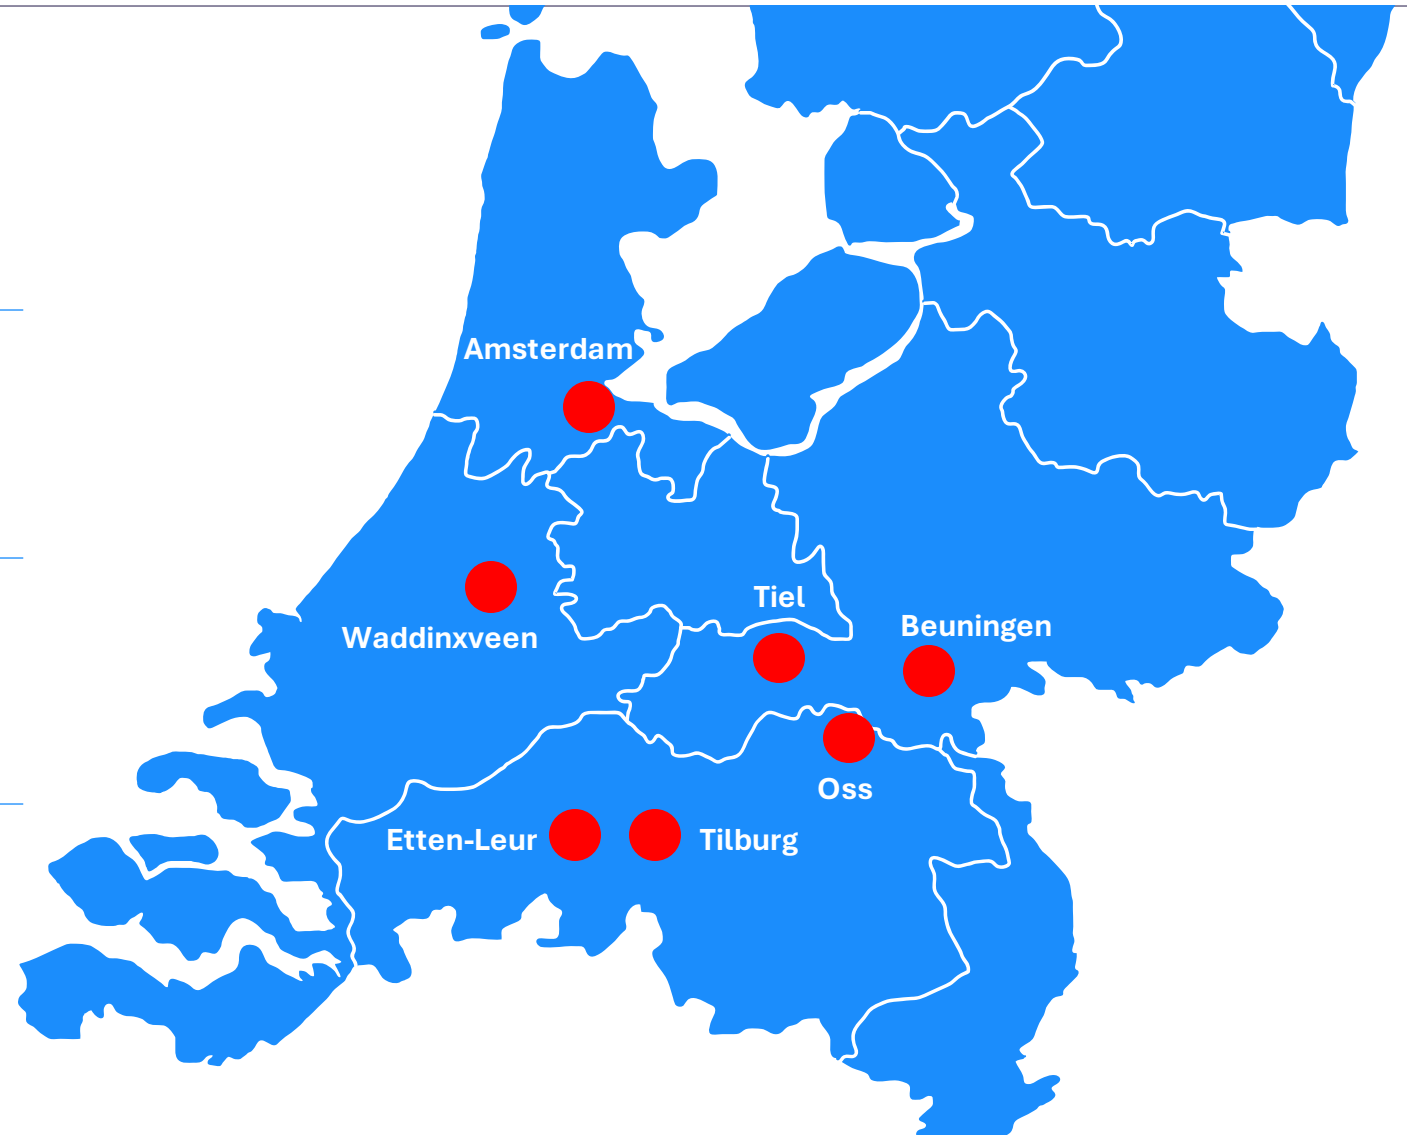 Amsterdam
Tiel
Beuningen
Waddinxveen
Oss
Etten-Leur
Tilburg